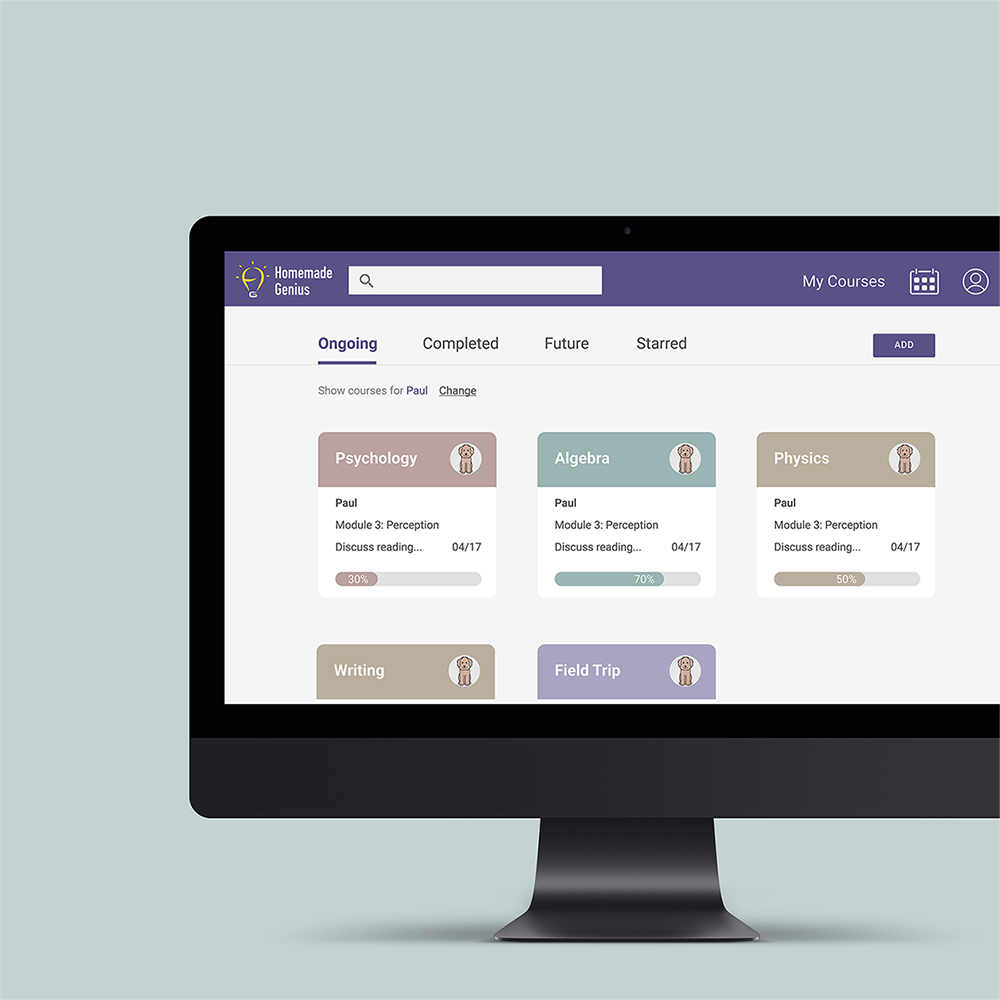 Homemade
Genius
My Courses
Ongoing Completed Future Starred ADD
Show courses for Paul Change
Psychology Algebra Physics
Paul Paul Paul
Module 3: Perception Module 3: Perception Module 3: Perception
Discuss reading... 04/17 Discuss reading... 04/17 Discuss reading... 04/17
30% 70% 50%
Writing Field Trip